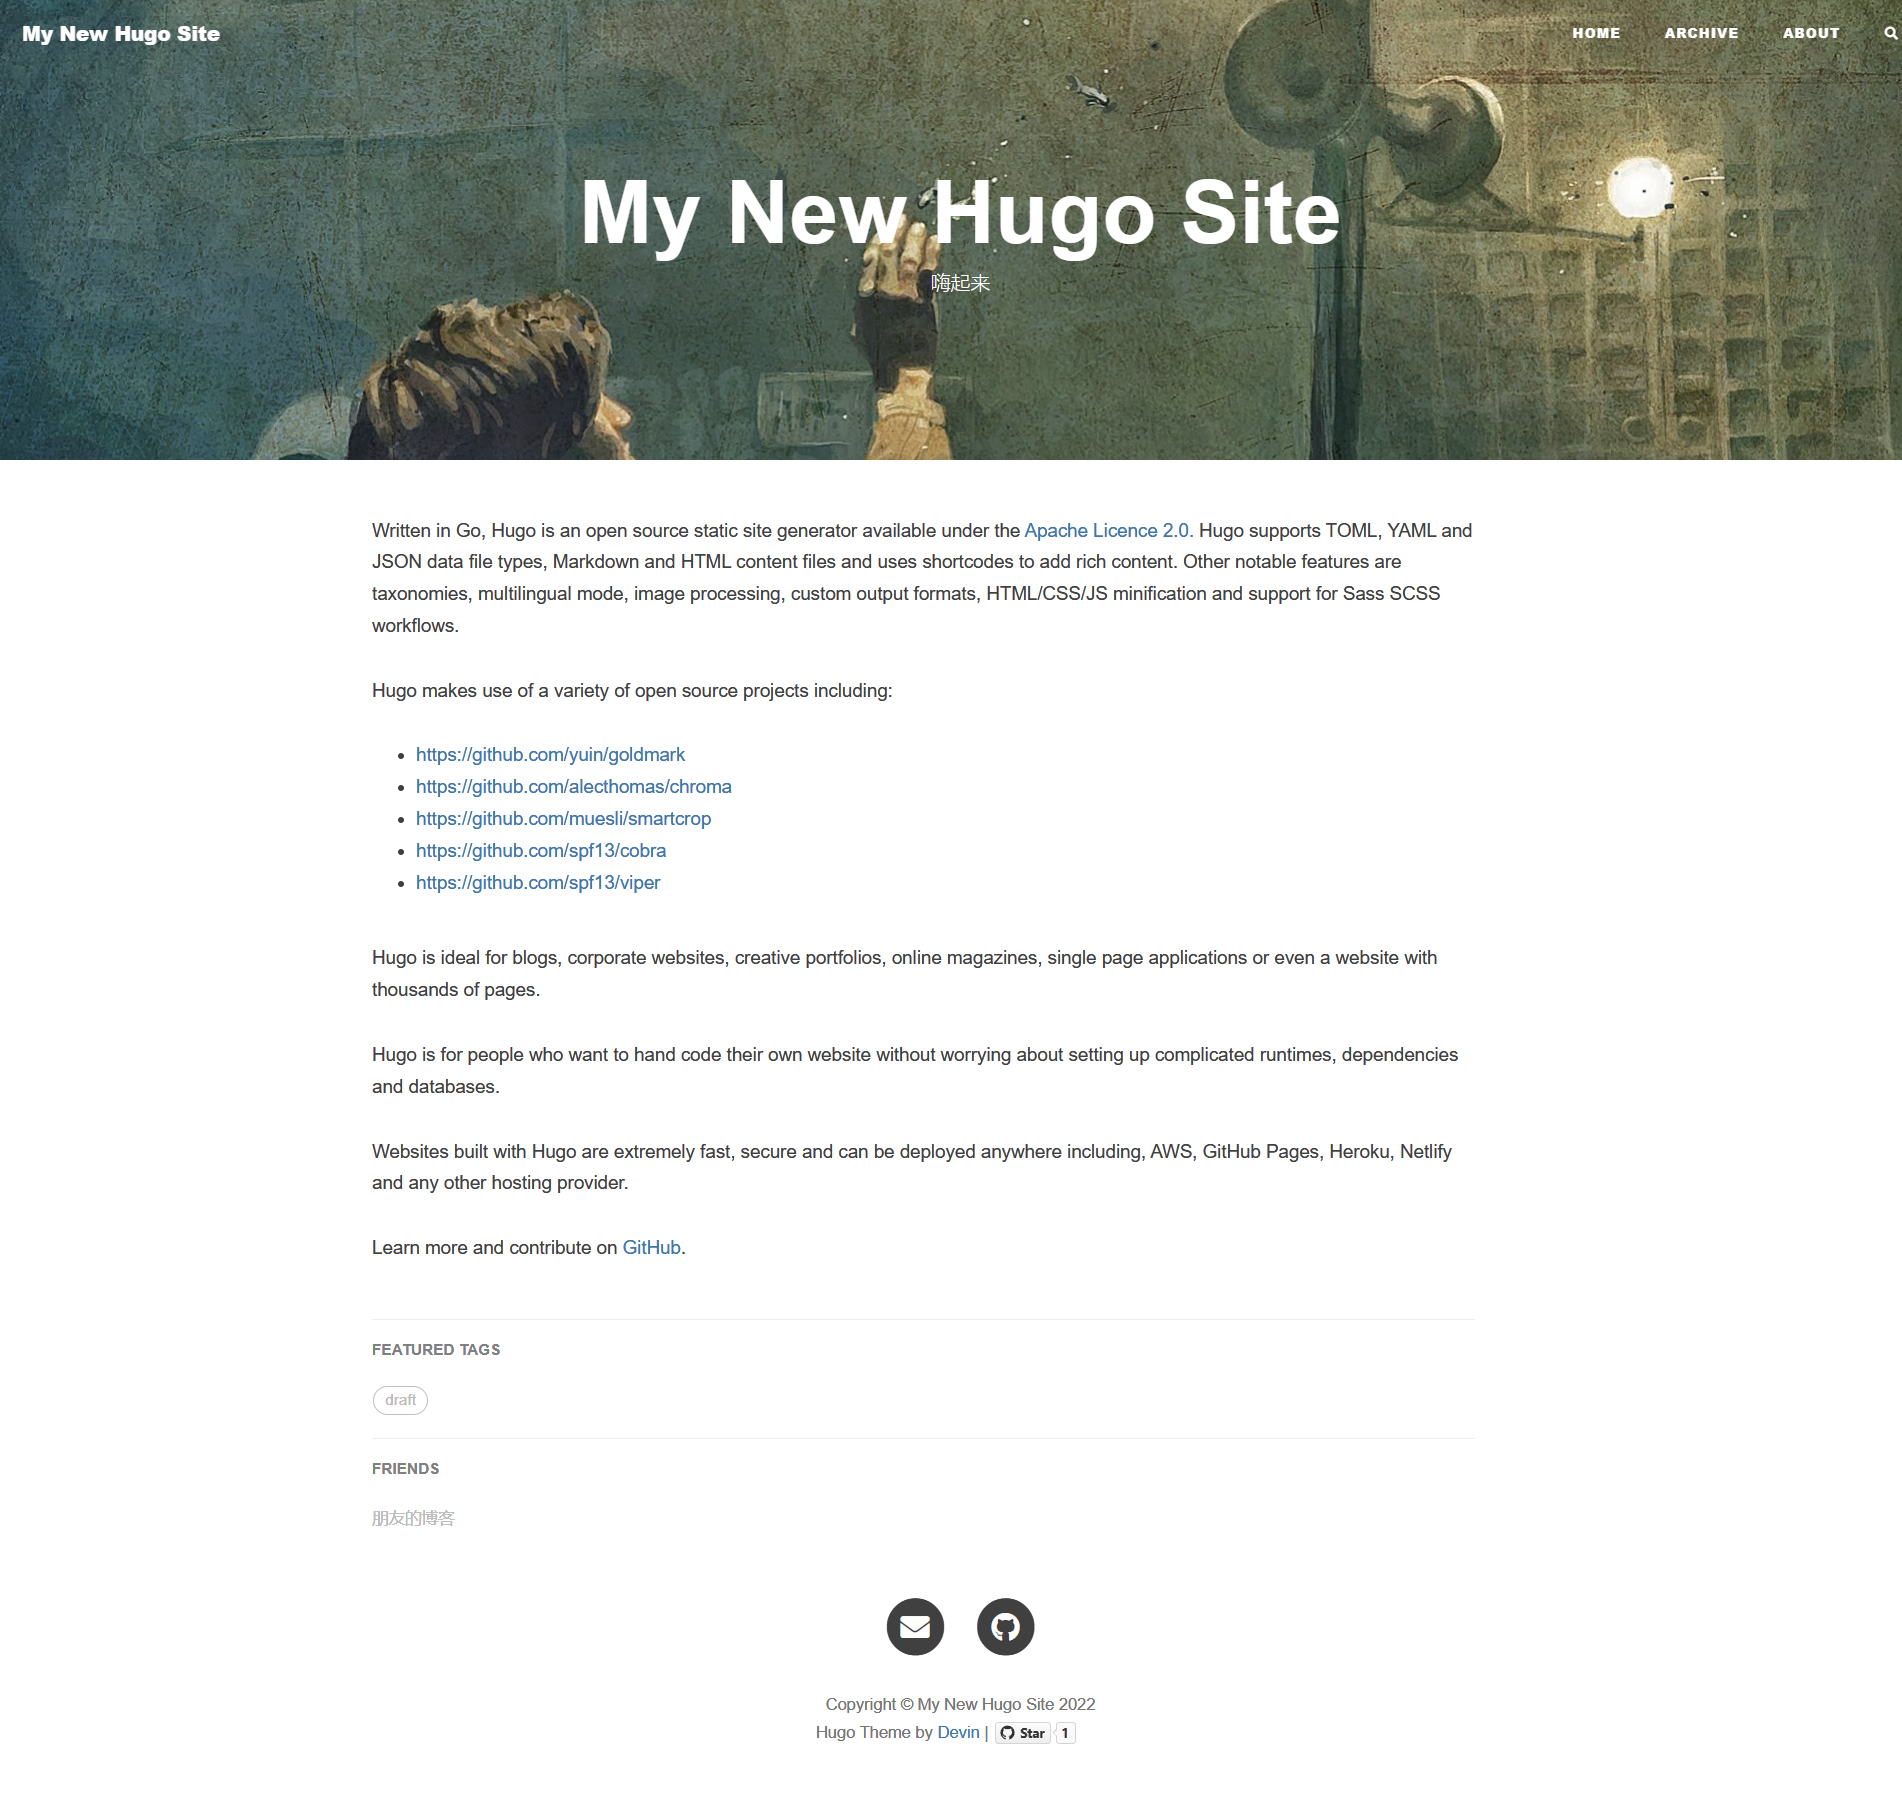 My New Hugo Site
HOME ARCHIVE ABOUT
My New Hugo Site
嗨起来
Written in Go, Hugo is an open source static site generator available under the Apache Licence 2.0. Hugo supports TOML, YAML and
JSON data file types, Markdown and HTML content files and uses shortcodes to add rich content. Other notable features are
taxonomies, multilingual mode, image processing, custom output formats, HTML/CSS/JS minification and support for Sass SCSS
workflows.
Hugo makes use of a variety of open source projects including:
https://github.com/yuin/goldmark
https://github.com/alecthomas/chroma
https://github.com/muesli/smartcrop
https://github.com/spf13/cobra
https://github.com/spf13/viper
Hugo is ideal for blogs, corporate websites, creative portfolios, online magazines, single page applications or even a website with
thousands of pages.
Hugo is for people who want to hand code their own website without worrying about setting up complicated runtimes, dependencies
and databases.
Websites built with Hugo are extremely fast, secure and can be deployed anywhere including, AWS, GitHub Pages, Heroku, Netlify
and any other hosting provider.
Learn more and contribute on GitHub.
FEATURED TAGS
draft
FRIENDS
朋友的博客
Copyright © My New Hugo Site 2022
Hugo Theme by Devin | Star 1